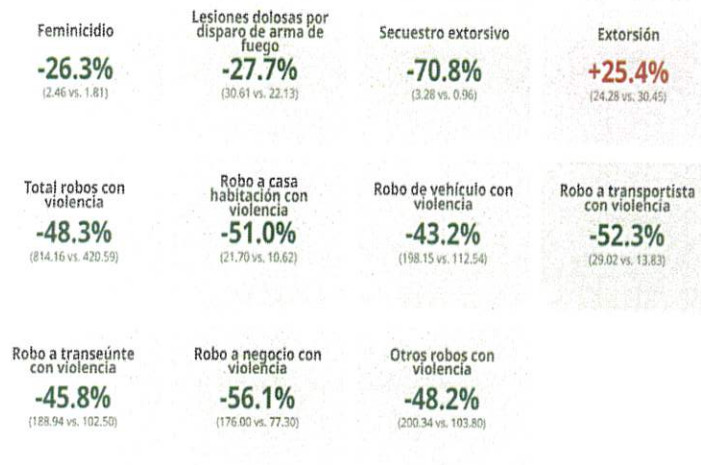 Feminicidio
-26.3%
(2.46 vs. 1.81)
Lesiones dolosas por
disparo de arma de
fuego
-27.7%
(30.61 vs. 22.13)
Secuestro extorsivo
-70.8%
(3.28 vs. 0.96)
Extorsión
+25.4%
(24.28 vs. 30.45)
Total robos con
violencia
-48.3%
(814.16 vs. 420.59)
Robo a casa
habitación con
violencia
-51.0%
(21.70 vs. 10.62)
Robo de vehículo con
violencia
-43.2%
(198.15 vs. 112.54)
Robo a transportista
con violencia
-52.3%
(29.02 vs. 13.83)
Robo a transeúnte
con violencia
-45.8%
(188.94 vs. 102.50)
Robo a negocio con
violencia
-56.1%
(176.00 vs. 77.30)
Otros robos con
violencia
-48.2%
(200.34 vs. 103.80)